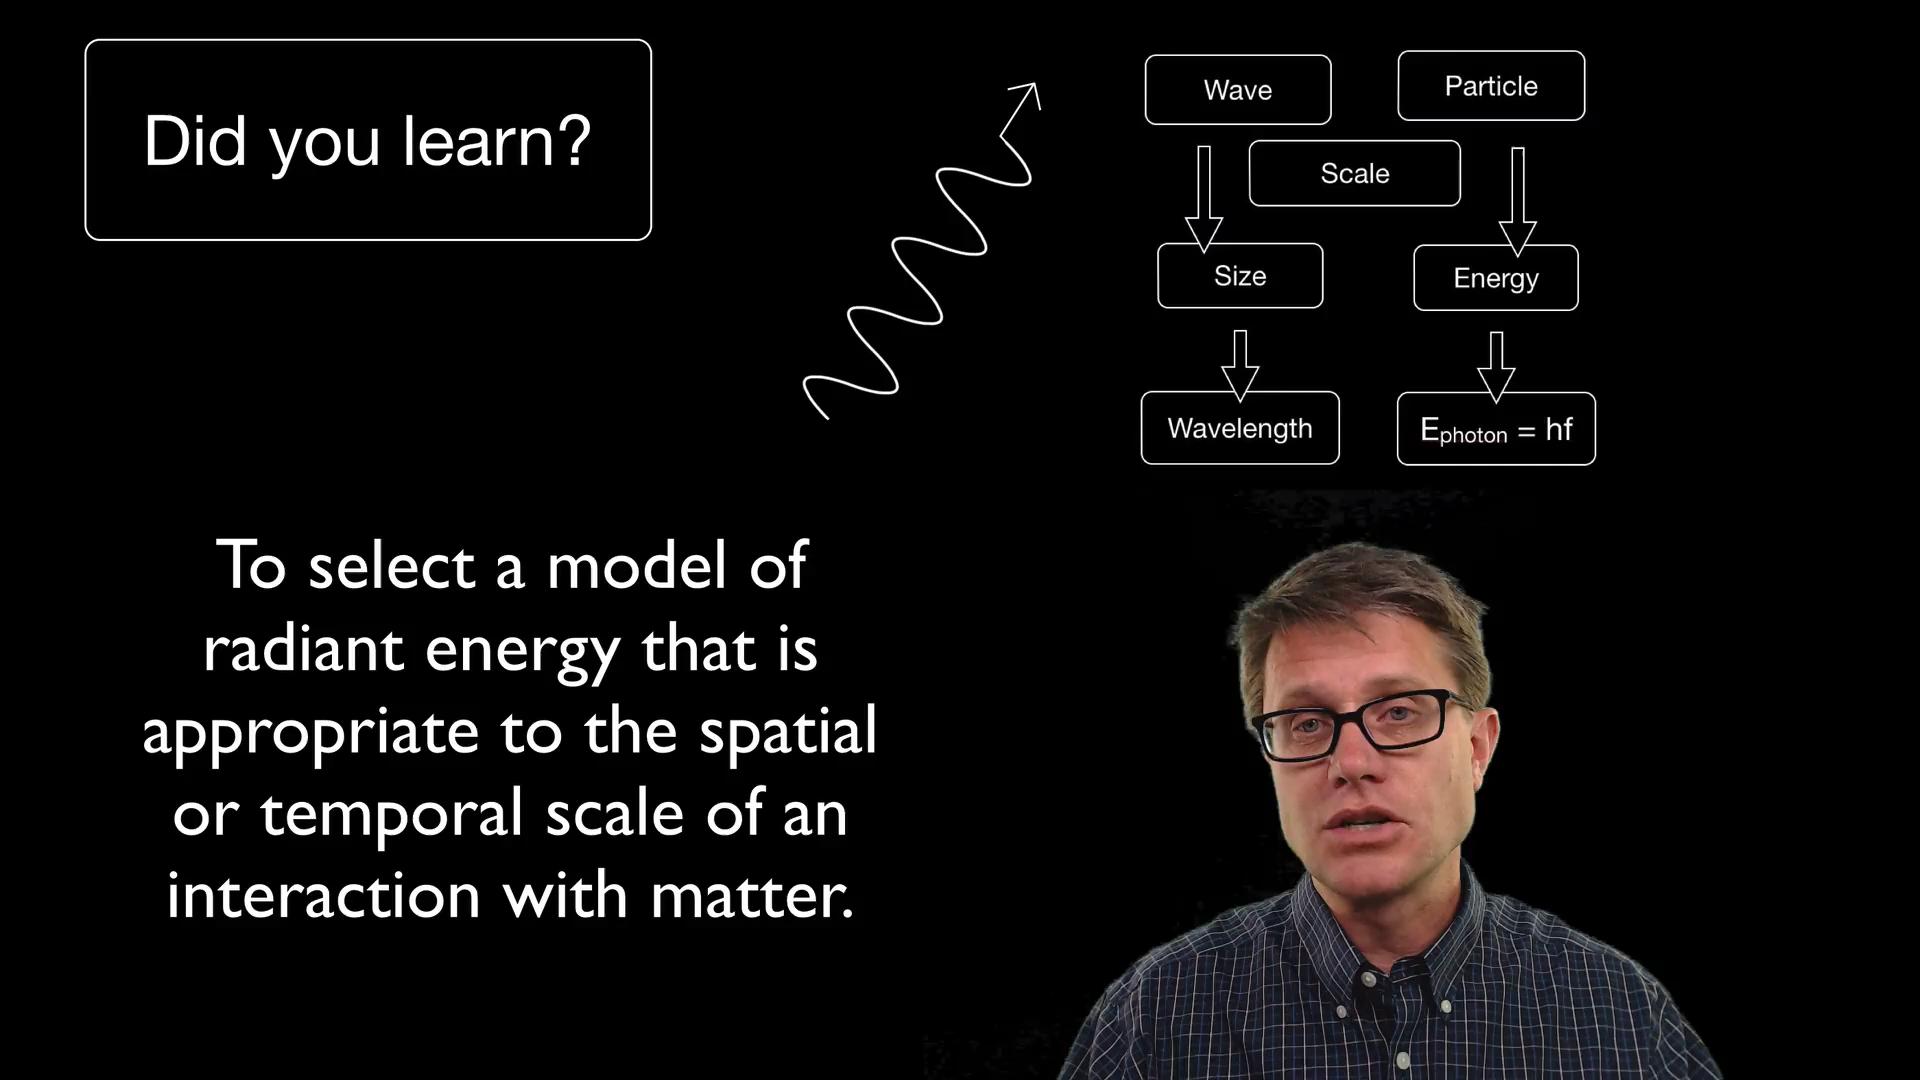 Did you learn?
Wave
Particle
Scale
Size
Energy
Wavelength
Ephoton = hf
To select a model of
radiant energy that is
appropriate to the spatial
or temporal scale of an
interaction with matter.